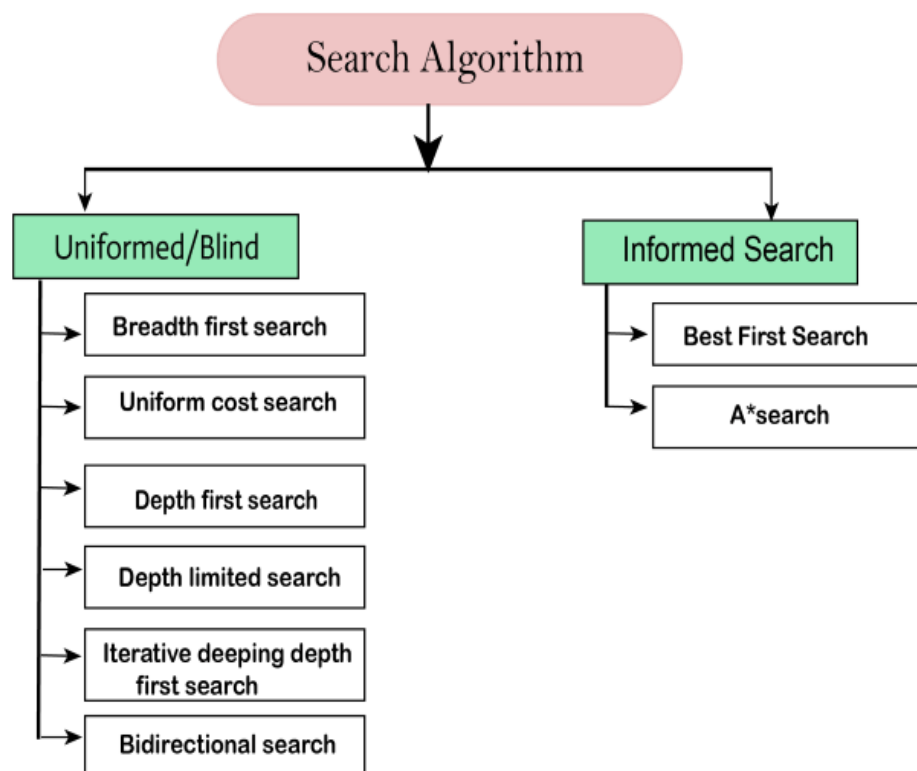 Search Algorithm
Uniformed/Blind
Breadth first search
Uniform cost search
Depth first search
Depth limited search
Iterative deeping depth
first search
Bidirectional search
Informed Search
Best First Search
A*search